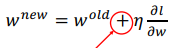 w^{new} = w^{old} + η ∂l/∂w